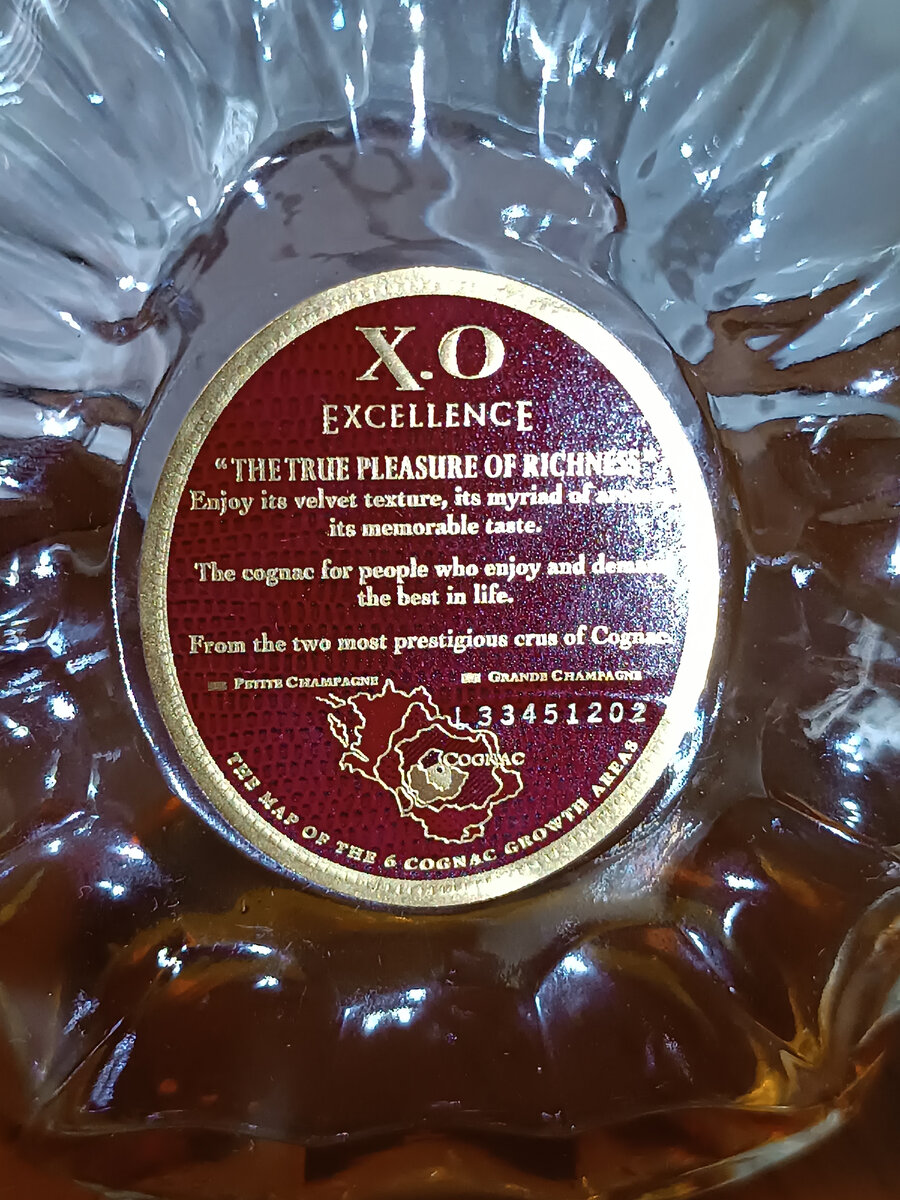 X.O
EXCELLENCE
"THE TRUE PLEASURE OF RICHNESS"
Enjoy its velvet texture, its myriad of
its memorable taste.
The cognac for people who enjoy and demand
the best in life.
From the two most prestigious crus of Cognac.
PETITE CHAMPAGNE GRANDE CHAMPAGNE
L33451202
COGNAC
THE MAP OF THE 6 COGNAC GROWTH AREAS